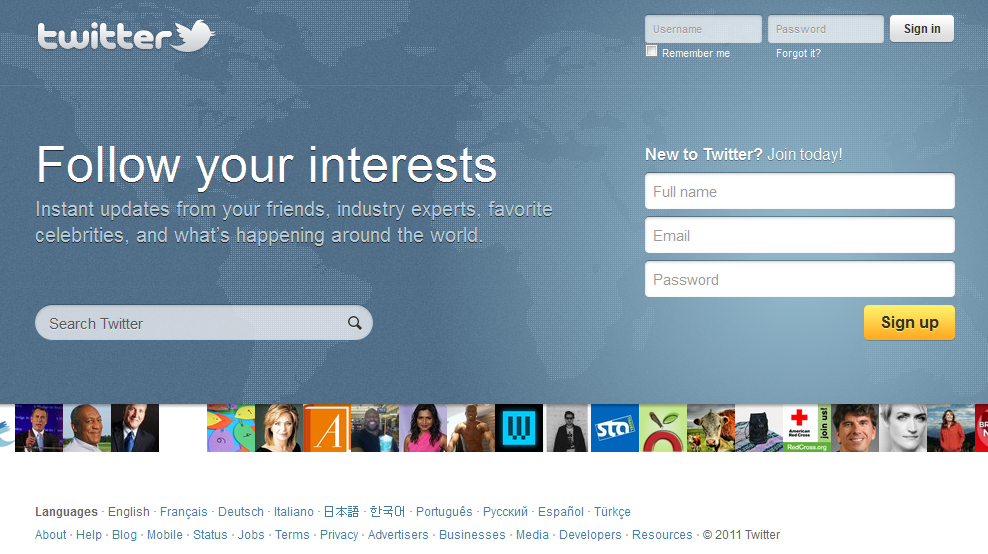 twitter
Username Password Sign in
Remember me Forgot it?
Follow your interests
Instant updates from your friends, industry experts, favorite
celebrities, and what's happening around the world.
Search Twitter
New to Twitter? Join today!
Full name
Email
Password
Sign up
A
W
sta
American
Red Cross
join us!
RedCross.org
Languages · English · Français · Deutsch · Italiano · 日本語 · 한국어 · Português · Русский · Español · Türkçe
About · Help · Blog · Mobile · Status · Jobs · Terms · Privacy · Advertisers · Businesses · Media · Developers · Resources · © 2011 Twitter